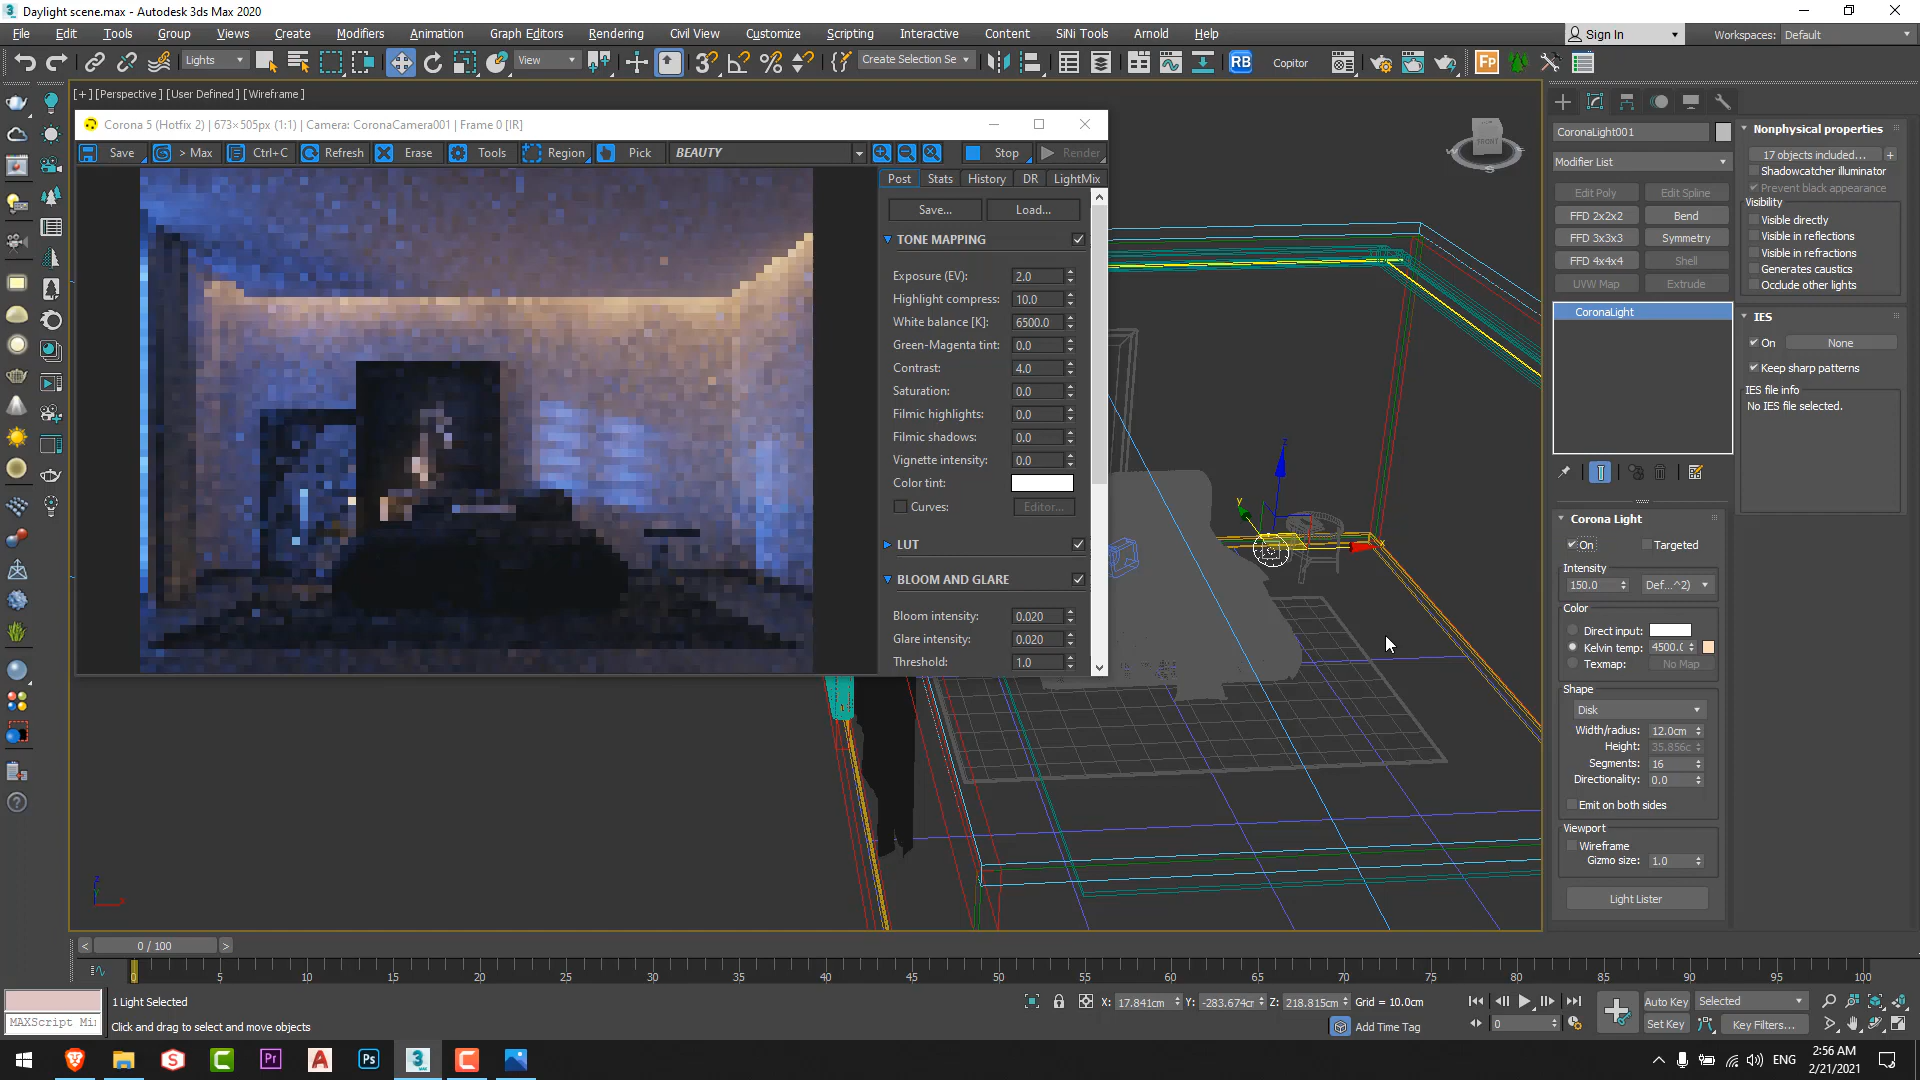 Daylight scene.max - Autodesk 3ds Max 2020
File Edit Tools Group Views Create Modifiers Animation Graph Editors Rendering Civil View Customize Scripting Interactive Content SiNi Tools Arnold Help
Sign In Workspaces: Default
Lights View Create Selection Se RB Copitor FP
[+] [Perspective] [User Defined] [Wireframe]
Corona 5 (Hotfix 2) | 673×505px (1:1) | Camera: CoronaCamera001 | Frame 0 [IR]
Save > Max Ctrl+C Refresh Erase Tools Region Pick BEAUTY Stop Render
Post Stats History DR LightMix
Save... Load...
TONE MAPPING
Exposure (EV): 2.0
Highlight compress: 10.0
White balance [K]: 6500.0
Green-Magenta tint: 0.0
Contrast: 4.0
Saturation: 0.0
Filmic highlights: 0.0
Filmic shadows: 0.0
Vignette intensity: 0.0
Color tint:
Curves: Editor...
LUT
BLOOM AND GLARE
Bloom intensity: 0.020
Glare intensity: 0.020
Threshold: 1.0
FRONT
z
y
x
CoronaLight001
Modifier List
Edit Poly Edit Spline
FFD 2x2x2 Bend
FFD 3x3x3 Symmetry
FFD 4x4x4 Shell
UVW Map Extrude
CoronaLight
Corona Light
On Targeted
Intensity
150.0 Def...^2)
Color
Direct input:
Kelvin temp: 4500.(
Texmap: No Map
Shape
Disk
Width/radius: 12.0cm
Height: 35.856c
Segments: 16
Directionality: 0.0
Emit on both sides
Viewport
Wireframe
Gizmo size: 1.0
Light Lister
Nonphysical properties
17 objects included... +
Shadowcatcher illuminator
Prevent black appearance
Visibility
Visible directly
Visible in reflections
Visible in refractions
Generates caustics
Occlude other lights
IES
On None
Keep sharp patterns
IES file info
No IES file selected.
< 0 / 100 >
0 5 10 15 20 25 30 35 40 45 50 55 60 65 70 75 80 85 90 95 100
1 Light Selected
X: 17.841cm Y: -283.674c Z: 218.815cm Grid = 10.0cm
Auto Key Selected
MAXScript Mi
Click and drag to select and move objects
Add Time Tag
0
Set Key Key Filters...
ENG
2:56 AM
2/21/2021